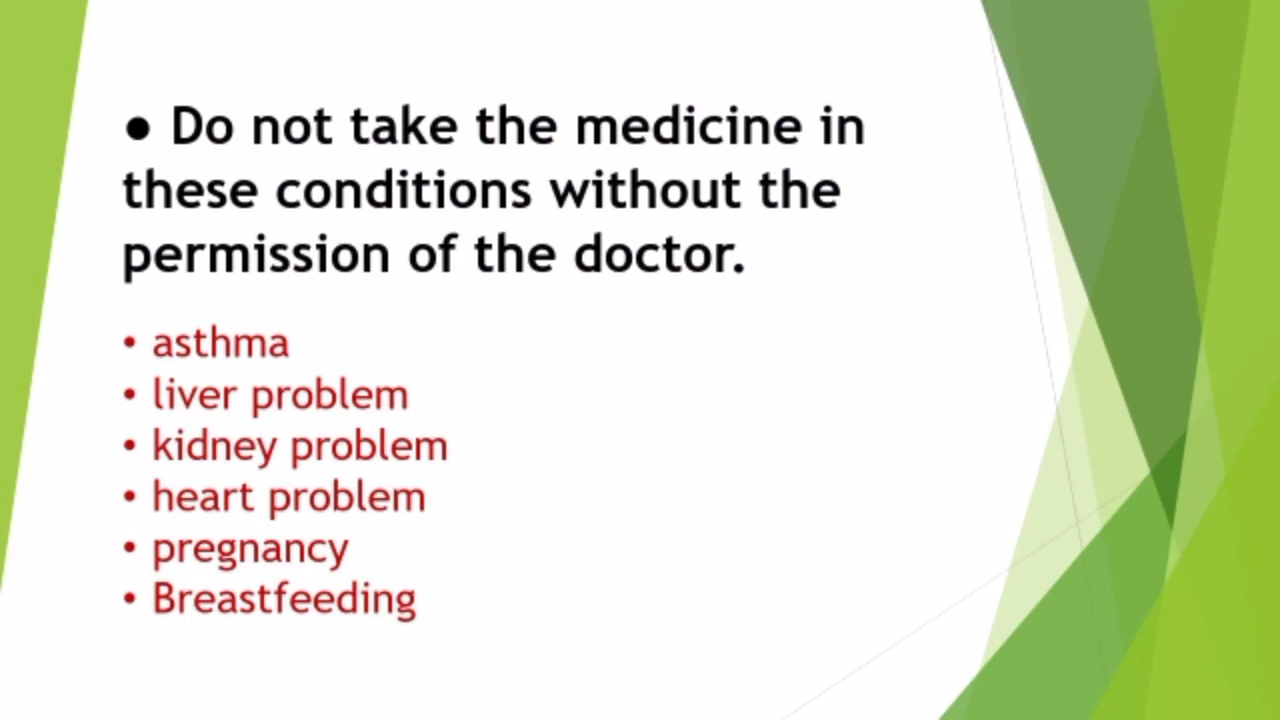 ● Do not take the medicine in
these conditions without the
permission of the doctor.
• asthma
• liver problem
• kidney problem
• heart problem
• pregnancy
• Breastfeeding